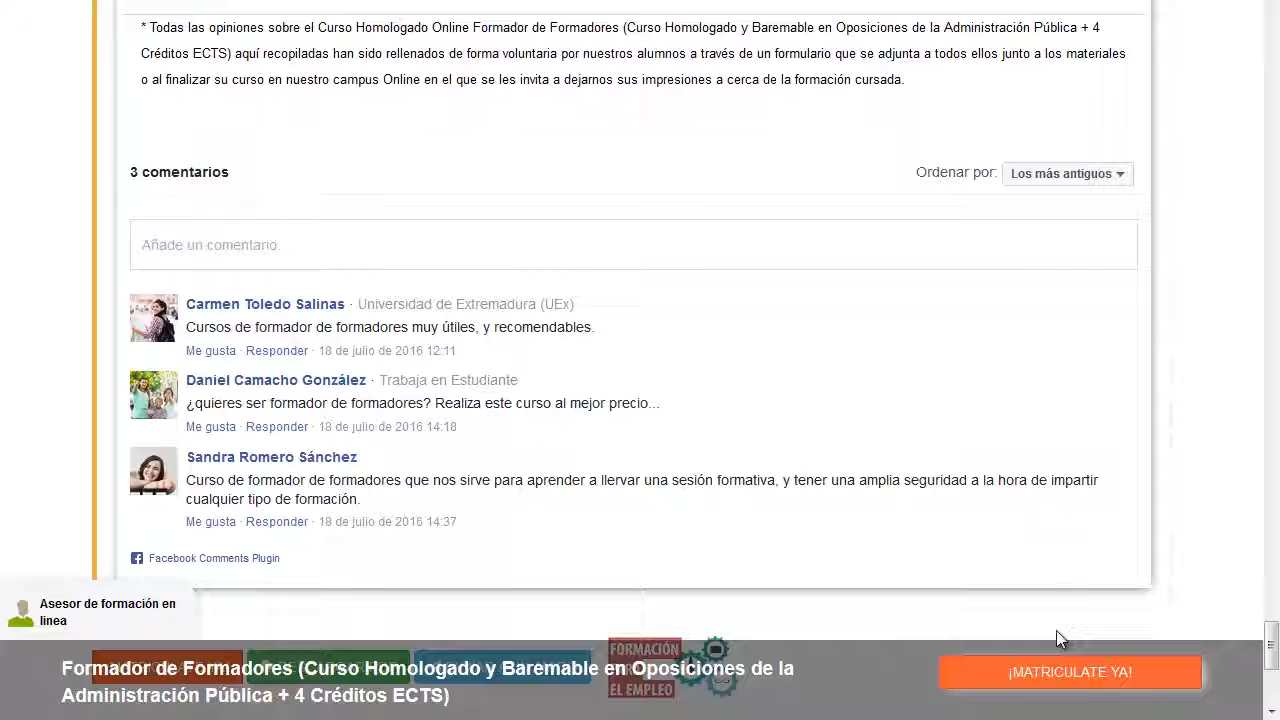 * Todas las opiniones sobre el Curso Homologado Online Formador de Formadores (Curso Homologado y Baremable en Oposiciones de la Administración Pública + 4
Créditos ECTS) aquí recopiladas han sido rellenados de forma voluntaria por nuestros alumnos a través de un formulario que se adjunta a todos ellos junto a los materiales
o al finalizar su curso en nuestro campus Online en el que se les invita a dejarnos sus impresiones a cerca de la formación cursada.
3 comentarios
Ordenar por: Los más antiguos
Añade un comentario.
Carmen Toledo Salinas · Universidad de Extremadura (UEx)
Cursos de formador de formadores muy útiles, y recomendables.
Me gusta · Responder · 18 de julio de 2016 12:11
Daniel Camacho González · Trabaja en Estudiante
¿quieres ser formador de formadores? Realiza este curso al mejor precio...
Me gusta · Responder · 18 de julio de 2016 14:18
Sandra Romero Sánchez
Curso de formador de formadores que nos sirve para aprender a llervar una sesión formativa, y tener una amplia seguridad a la hora de impartir
cualquier tipo de formación.
Me gusta · Responder · 18 de julio de 2016 14:37
Facebook Comments Plugin
Asesor de formación en
linea
FORMACIÓN
EL EMPLEO
Formador de Formadores (Curso Homologado y Baremable en Oposiciones de la
Administración Pública + 4 Créditos ECTS)
¡MATRICULATE YA!